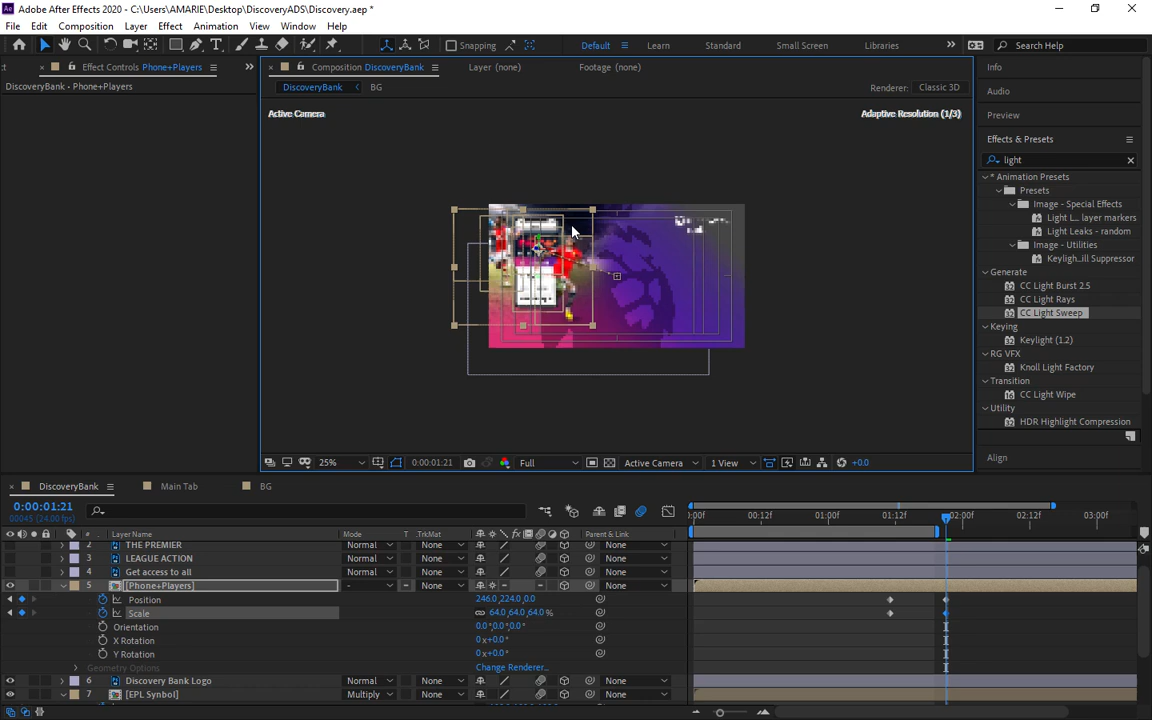 Adobe After Effects 2020 - C:\Users\AMARIE\Desktop\DiscoveryADS\Discovery.aep *
File Edit Composition Layer Effect Animation View Window Help
Snapping Default Learn Standard Small Screen Libraries Search Help
Effect Controls Phone+Players
DiscoveryBank - Phone+Players
Composition DiscoveryBank Layer (none) Footage (none)
DiscoveryBank BG Renderer: Classic 3D
Active Camera Adaptive Resolution (1/3)
Info
Audio
Preview
Effects & Presets
light
* Animation Presets
Presets
Image - Special Effects
Light L... layer markers
Light Leaks - random
Image - Utilities
Keyligh...ill Suppressor
Generate
CC Light Burst 2.5
CC Light Rays
CC Light Sweep
Keying
Keylight (1.2)
RG VFX
Knoll Light Factory
Transition
CC Light Wipe
Utility
HDR Highlight Compression
Align
25% 0:00:01:21 Full Active Camera 1 View +0.0
DiscoveryBank Main Tab BG
0:00:01:21
00045 (24.00 fps)
:00f 00:12f 01:00f 01:12f 02:00f 02:12f 03:00f
# Layer Name Mode T .TrkMat Parent & Link
2 THE PREMIER Normal None None
3 LEAGUE ACTION Normal None None
4 Get access to all Normal None None
5 [Phone+Players] - None None
Position 246.0,224.0,0.0
Scale 64.0,64.0,64.0 %
Orientation 0.0°,0.0°,0.0°
X Rotation 0x+0.0°
Y Rotation 0x+0.0°
Geometry Options Change Renderer...
6 Discovery Bank Logo Normal None None
7 [EPL Symbol] Multiply None None